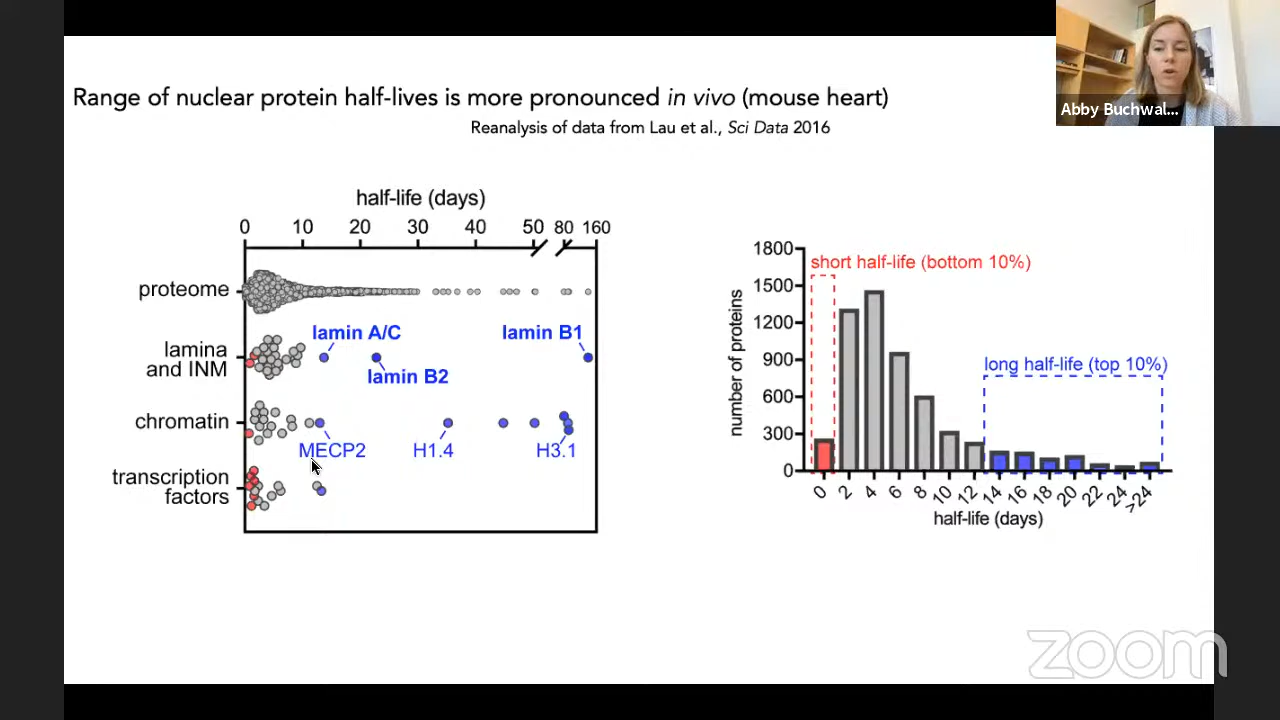 Range of nuclear protein half-lives is more pronounced in vivo (mouse heart)
Reanalysis of data from Lau et al., Sci Data 2016
Abby Buchwal...
half-life (days)
0 10 20 30 40 50 80 160
proteome
lamina
and INM
chromatin
transcription
factors
lamin A/C
lamin B1
lamin B2
MECP2
H1.4
H3.1
1800
1500
1200
900
600
300
0
number of proteins
short half-life (bottom 10%)
long half-life (top 10%)
0 2 4 6 8 10 12 14 16 18 20 22 24 >24
half-life (days)
zoom